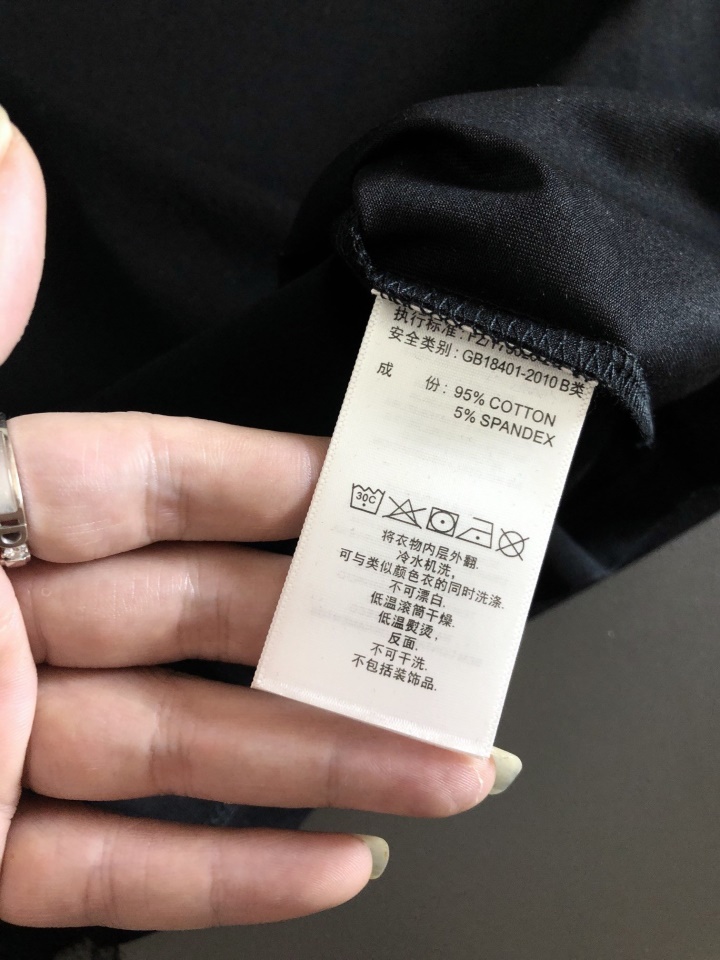 执行标准:
安全类别: GB18401-2010 B类
成 份: 95% COTTON
5% SPANDEX
30C
将衣物内层外翻.
冷水机洗,
可与类似颜色衣的同时洗涤.
不可漂白.
低温滚筒干燥.
低温熨烫,
反面.
不可干洗.
不包括装饰品.